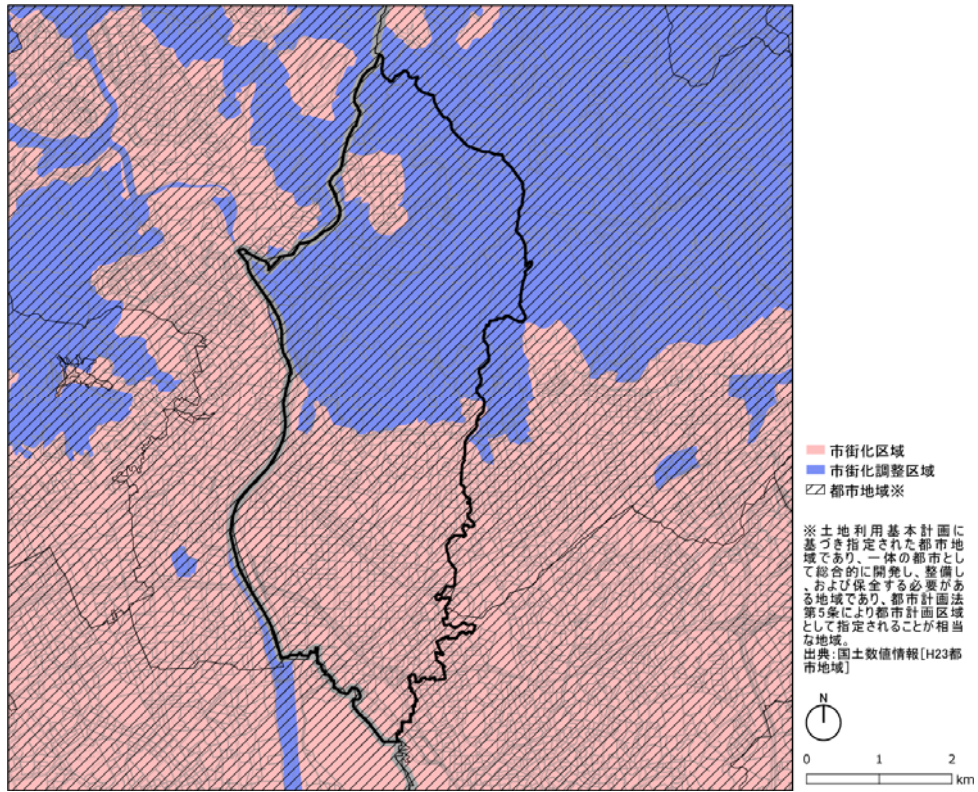 市街化区域
市街化調整区域
都市地域※
※土地利用基本計画に
基づき指定された都市地
域であり、一体の都市とし
て総合的に開発し、整備し
、および保全する必要があ
る地域であり、都市計画法
第5条により都市計画区域
として指定されることが相当
な地域。
出典:国土数値情報[H23都
市地域]
N
0 1 2
km